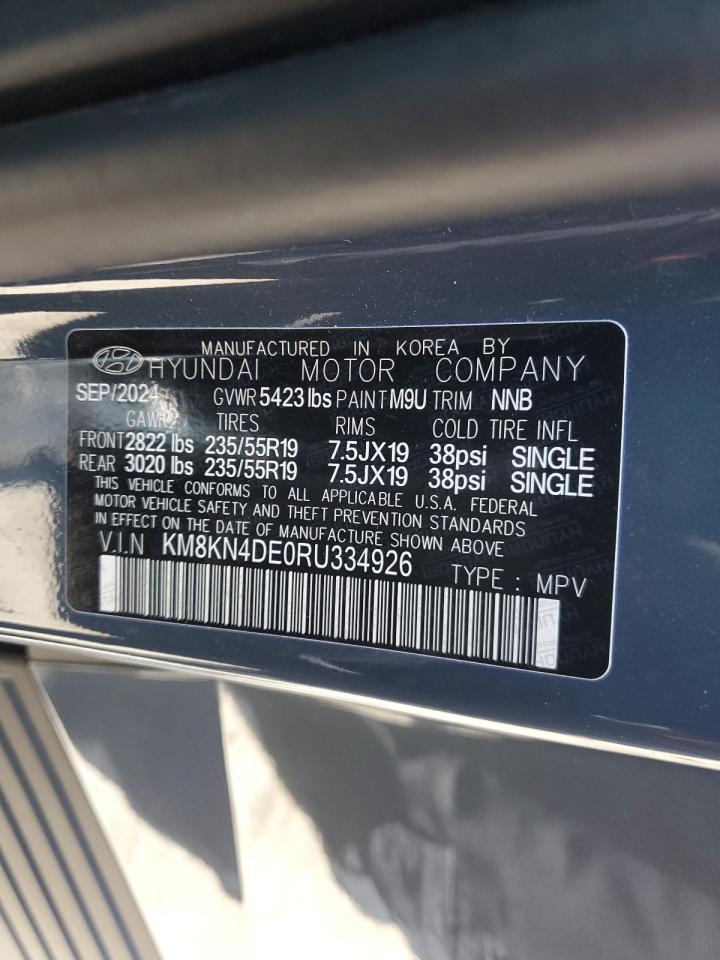 MANUFACTURED IN KOREA BY
HYUNDAI MOTOR COMPANY
SEP/2024 GVWR 5423 lbs PAINT M9U TRIM NNB
GAWR TIRES RIMS COLD TIRE INFL
FRONT 2822 lbs 235/55R19 7.5JX19 38psi SINGLE
REAR 3020 lbs 235/55R19 7.5JX19 38psi SINGLE
THIS VEHICLE CONFORMS TO ALL APPLICABLE U.S.A. FEDERAL
MOTOR VEHICLE SAFETY AND THEFT PREVENTION STANDARDS
IN EFFECT ON THE DATE OF MANUFACTURE SHOWN ABOVE
V.I.N KM8KN4DE0RU334926 TYPE : MPV